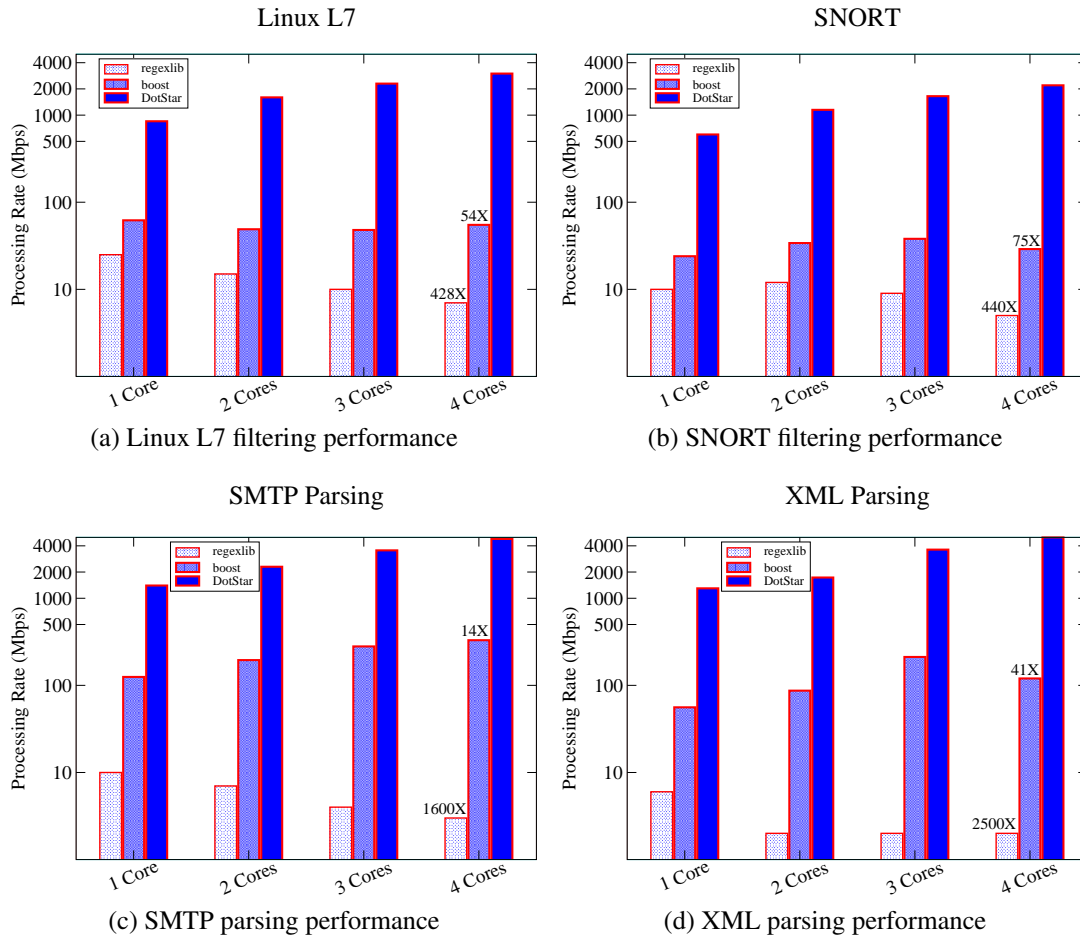 Linux L7
4000
2000
1000
500
100
10
Processing Rate (Mbps)
regexlib
boost
DotStar
54X
428X
1 Core
2 Cores
3 Cores
4 Cores
(a) Linux L7 filtering performance
SNORT
4000
2000
1000
500
100
10
Processing Rate (Mbps)
regexlib
boost
DotStar
75X
440X
1 Core
2 Cores
3 Cores
4 Cores
(b) SNORT filtering performance
SMTP Parsing
4000
2000
1000
500
100
10
Processing Rate (Mbps)
regexlib
boost
DotStar
14X
1600X
1 Core
2 Cores
3 Cores
4 Cores
(c) SMTP parsing performance
XML Parsing
4000
2000
1000
500
100
10
Processing Rate (Mbps)
regexlib
boost
DotStar
41X
2500X
1 Core
2 Cores
3 Cores
4 Cores
(d) XML parsing performance